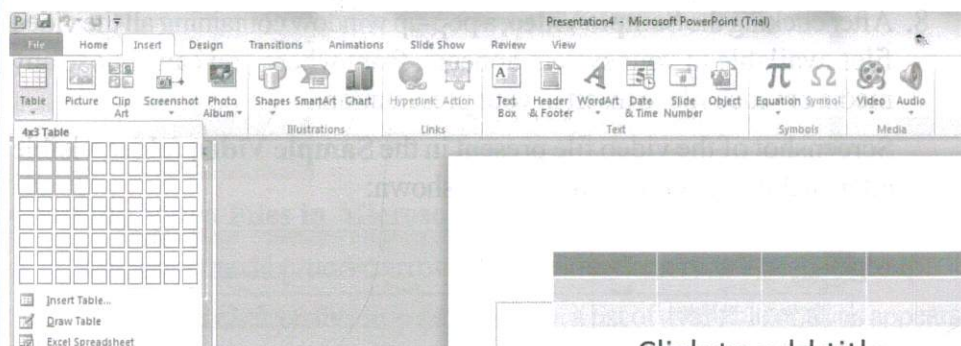 Presentation4 - Microsoft PowerPoint (Trial)
File Home Insert Design Transitions Animations Slide Show Review View
Table Picture Clip Art Screenshot Photo Album Shapes SmartArt Chart Hyperlink Action Text Box Header & Footer WordArt Date & Time Slide Number Object Equation Symbol Video Audio
Illustrations Links Text Symbols Media
4x3 Table
Insert Table...
Draw Table
Excel Spreadsheet
Click to add title